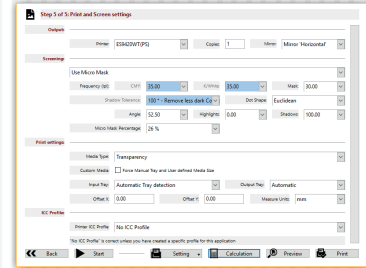 Step 5 of 5: Print and Screen settings
Output:
Printer ES9420WT(PS) Copies 1 Mirror Mirror 'Horizontal'
Screening:
Use Micro Mask
Frequency (lpi): CMY 35.00 K/White 35.00 Mask 30.00
Shadow Tolerance 100 * - Remove less dark Co Dot Shape: Euclidean
Angle 52.50 Highlights 0.00 Shadows 100.00
Micro Mask Percentage 26 %
Print settings:
Media Type: Transparency
Custom Media: Force Manual Tray and User defined Media Size
Input Tray: Automatic Tray detection Output Tray: Automatic
Offset X 0.00 Offset Y 0.00 Measure Units: mm
ICC Profile:
Printer ICC Profile No ICC Profile
'No ICC Profile' is correct unless you have created a specific profile for this application
Back Start Setting Calculation Preview Print